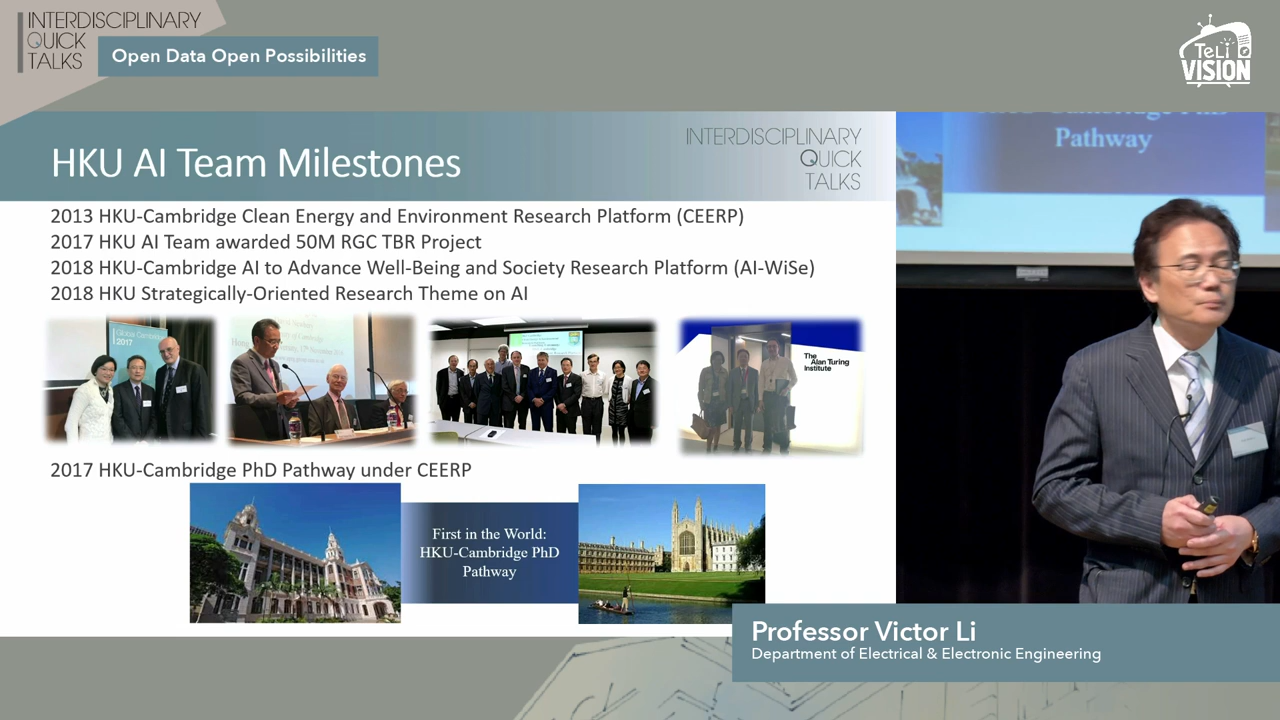 INTERDISCIPLINARY
QUICK
TALKS
Open Data Open Possibilities
TeLi
VISION
HKU AI Team Milestones
INTERDISCIPLINARY
QUICK
TALKS
2013 HKU-Cambridge Clean Energy and Environment Research Platform (CEERP)
2017 HKU AI Team awarded 50M RGC TBR Project
2018 HKU-Cambridge AI to Advance Well-Being and Society Research Platform (AI-WiSe)
2018 HKU Strategically-Oriented Research Theme on AI
2017
The
Alan Turing
Institute
2017 HKU-Cambridge PhD Pathway under CEERP
First in the World:
HKU-Cambridge PhD
Pathway
Pathway
Professor Victor Li
Department of Electrical & Electronic Engineering